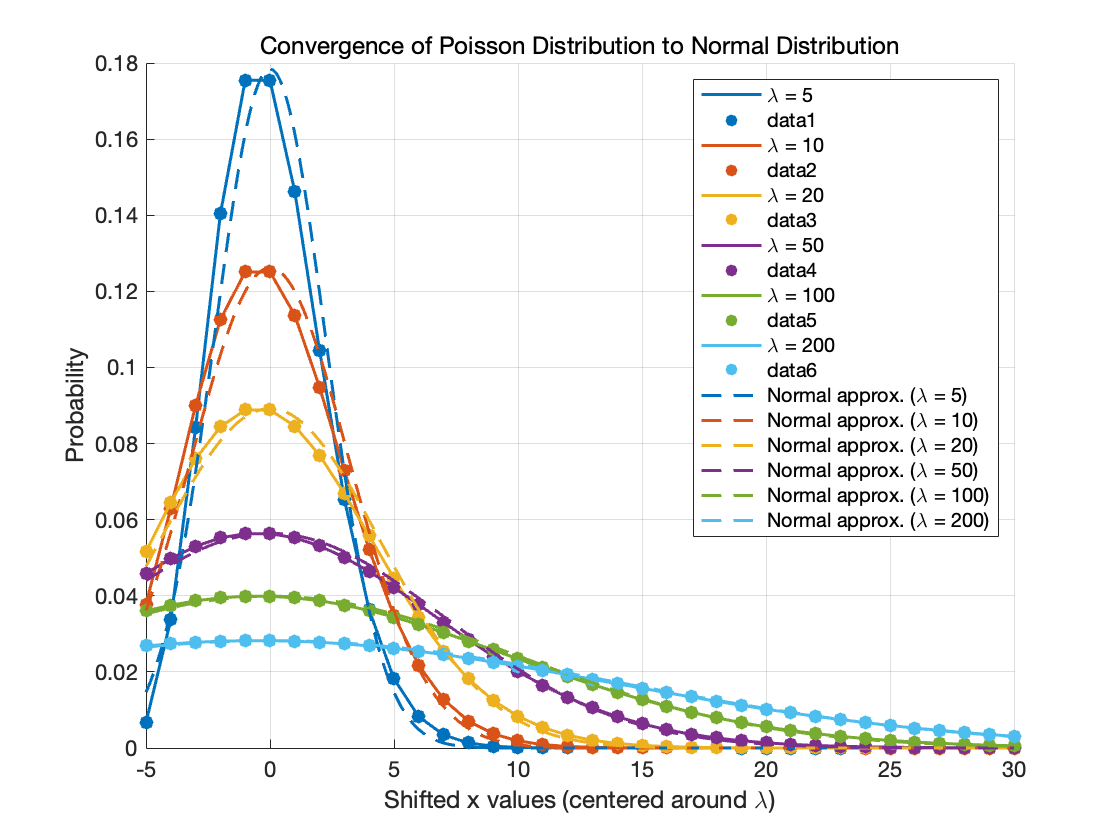 Convergence of Poisson Distribution to Normal Distribution
Probability
0.18
0.16
0.14
0.12
0.1
0.08
0.06
0.04
0.02
0
-5
0
5
10
15
20
25
30
Shifted x values (centered around λ)
λ = 5
data1
λ = 10
data2
λ = 20
data3
λ = 50
data4
λ = 100
data5
λ = 200
data6
Normal approx. (λ = 5)
Normal approx. (λ = 10)
Normal approx. (λ = 20)
Normal approx. (λ = 50)
Normal approx. (λ = 100)
Normal approx. (λ = 200)